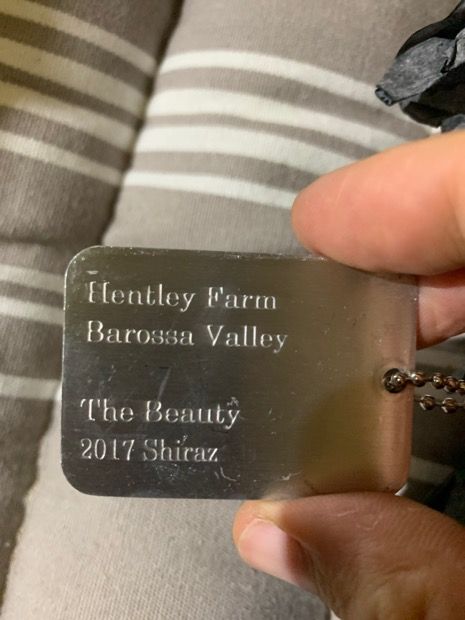 Hentley Farm
Barossa Valley
The Beauty
2017 Shiraz